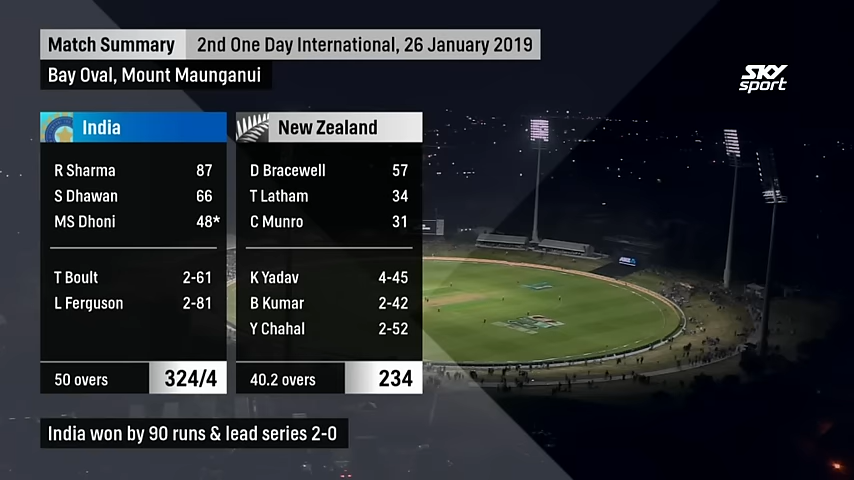 Match Summary 2nd One Day International, 26 January 2019
Bay Oval, Mount Maunganui
SKY
sport
India
R Sharma 87
S Dhawan 66
MS Dhoni 48*
T Boult 2-61
L Ferguson 2-81
50 overs 324/4
New Zealand
D Bracewell 57
T Latham 34
C Munro 31
K Yadav 4-45
B Kumar 2-42
Y Chahal 2-52
40.2 overs 234
India won by 90 runs & lead series 2-0